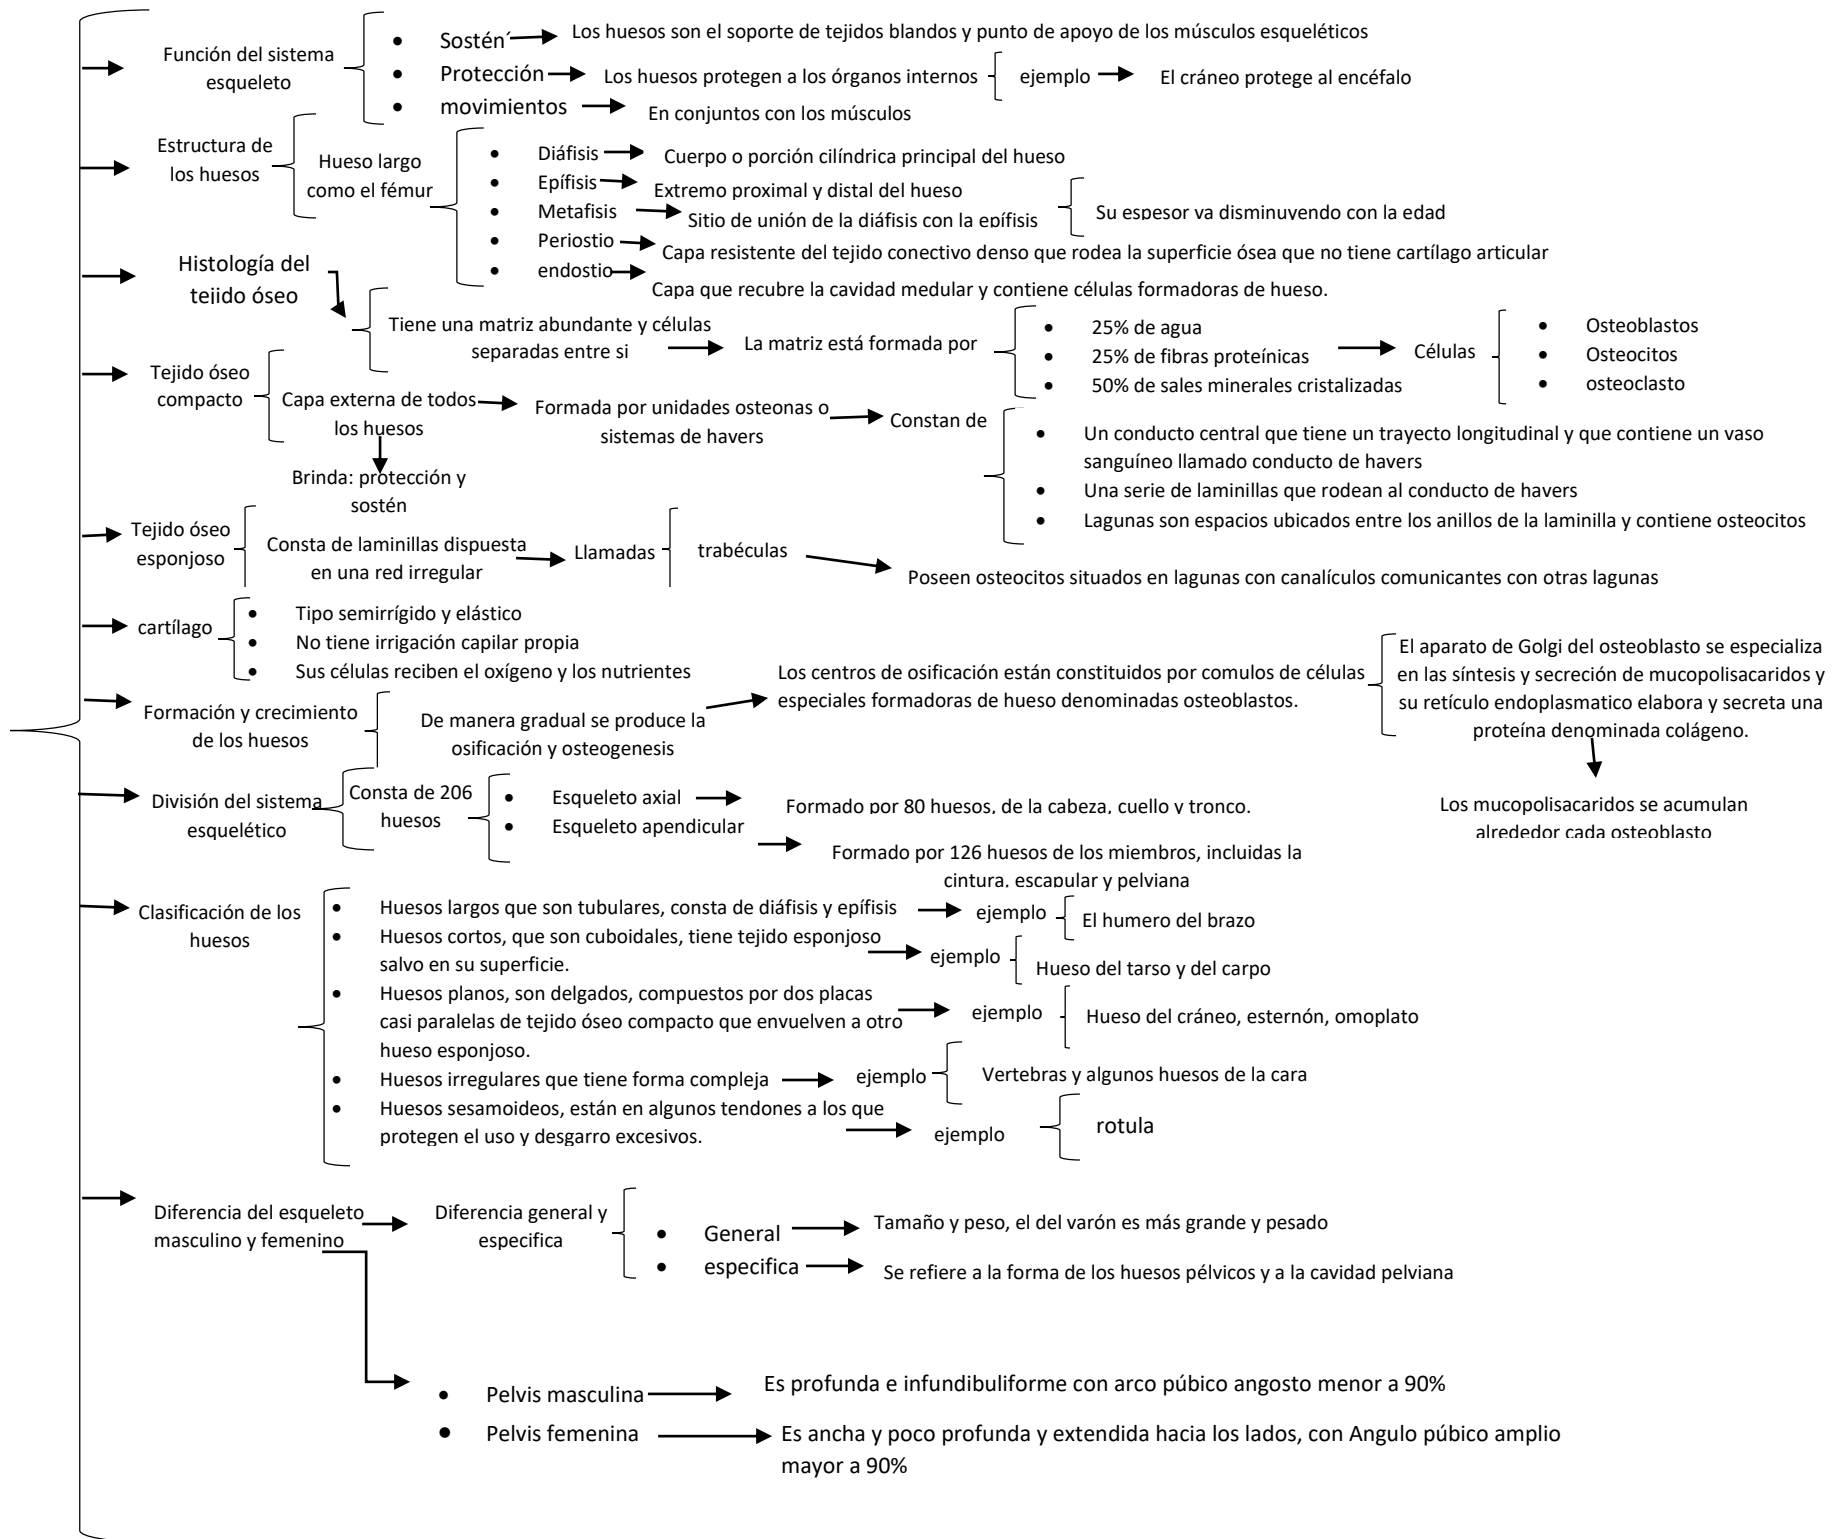 Función del sistema
esqueleto
• Sostén´
Los huesos son el soporte de tejidos blandos y punto de apoyo de los músculos esqueléticos
• Protección
Los huesos protegen a los órganos internos
ejemplo
El cráneo protege al encéfalo
• movimientos
En conjuntos con los músculos
Estructura de
los huesos
Hueso largo
como el fémur
• Diáfisis
Cuerpo o porción cilíndrica principal del hueso
• Epífisis
Extremo proximal y distal del hueso
• Metafisis
Sitio de unión de la diáfisis con la epífisis
Su espesor va disminuyendo con la edad
• Periostio
Capa resistente del tejido conectivo denso que rodea la superficie ósea que no tiene cartílago articular
• endostio
Capa que recubre la cavidad medular y contiene células formadoras de hueso.
Histología del
tejido óseo
Tiene una matriz abundante y células
separadas entre si
La matriz está formada por
• 25% de agua
• 25% de fibras proteínicas
• 50% de sales minerales cristalizadas
Células
• Osteoblastos
• Osteocitos
• osteoclasto
Tejido óseo
compacto
Capa externa de todos
los huesos
Brinda: protección y
sostén
Formada por unidades osteonas o
sistemas de havers
Constan de
• Un conducto central que tiene un trayecto longitudinal y que contiene un vaso
sanguíneo llamado conducto de havers
• Una serie de laminillas que rodean al conducto de havers
• Lagunas son espacios ubicados entre los anillos de la laminilla y contiene osteocitos
Tejido óseo
esponjoso
Consta de laminillas dispuesta
en una red irregular
Llamadas
trabéculas
Poseen osteocitos situados en lagunas con canalículos comunicantes con otras lagunas
cartílago
• Tipo semirrígido y elástico
• No tiene irrigación capilar propia
• Sus células reciben el oxígeno y los nutrientes
Formación y crecimiento
de los huesos
De manera gradual se produce la
osificación y osteogenesis
Los centros de osificación están constituidos por comulos de células
especiales formadoras de hueso denominadas osteoblastos.
El aparato de Golgi del osteoblasto se especializa
en las síntesis y secreción de mucopolisacaridos y
su retículo endoplasmatico elabora y secreta una
proteína denominada colágeno.
Los mucopolisacaridos se acumulan
alrededor cada osteoblasto
División del sistema
esquelético
Consta de 206
huesos
• Esqueleto axial
Formado por 80 huesos, de la cabeza, cuello y tronco.
• Esqueleto apendicular
Formado por 126 huesos de los miembros, incluidas la
cintura, escapular y pelviana
Clasificación de los
huesos
• Huesos largos que son tubulares, consta de diáfisis y epífisis
ejemplo
El humero del brazo
• Huesos cortos, que son cuboidales, tiene tejido esponjoso
salvo en su superficie.
ejemplo
Hueso del tarso y del carpo
• Huesos planos, son delgados, compuestos por dos placas
casi paralelas de tejido óseo compacto que envuelven a otro
hueso esponjoso.
ejemplo
Hueso del cráneo, esternón, omoplato
• Huesos irregulares que tiene forma compleja
ejemplo
Vertebras y algunos huesos de la cara
• Huesos sesamoideos, están en algunos tendones a los que
protegen el uso y desgarro excesivos.
ejemplo
rotula
Diferencia del esqueleto
masculino y femenino
Diferencia general y
especifica
• General
Tamaño y peso, el del varón es más grande y pesado
• especifica
Se refiere a la forma de los huesos pélvicos y a la cavidad pelviana
• Pelvis masculina
Es profunda e infundibuliforme con arco púbico angosto menor a 90%
• Pelvis femenina
Es ancha y poco profunda y extendida hacia los lados, con Angulo púbico amplio
mayor a 90%